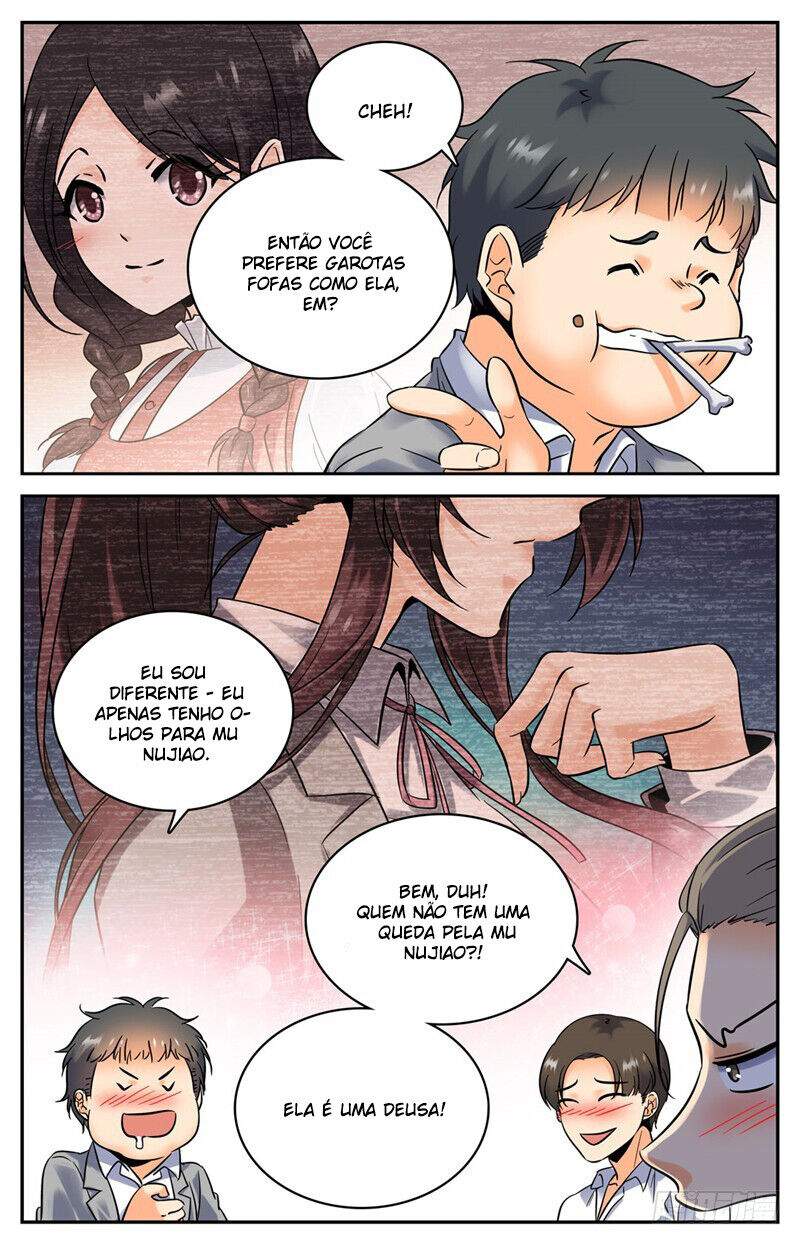 CHEH!
ENTÃO VOCÊ
PREFERE GAROTAS
FOFAS COMO ELA,
EM?
EU SOU
DIFERENTE - EU
APENAS TENHO O-
LHOS PARA MU
NUJIAO.
BEM, DUH!
QUEM NÃO TEM UMA
QUEDA PELA MU
NUJIAO?!
ELA É UMA DEUSA!